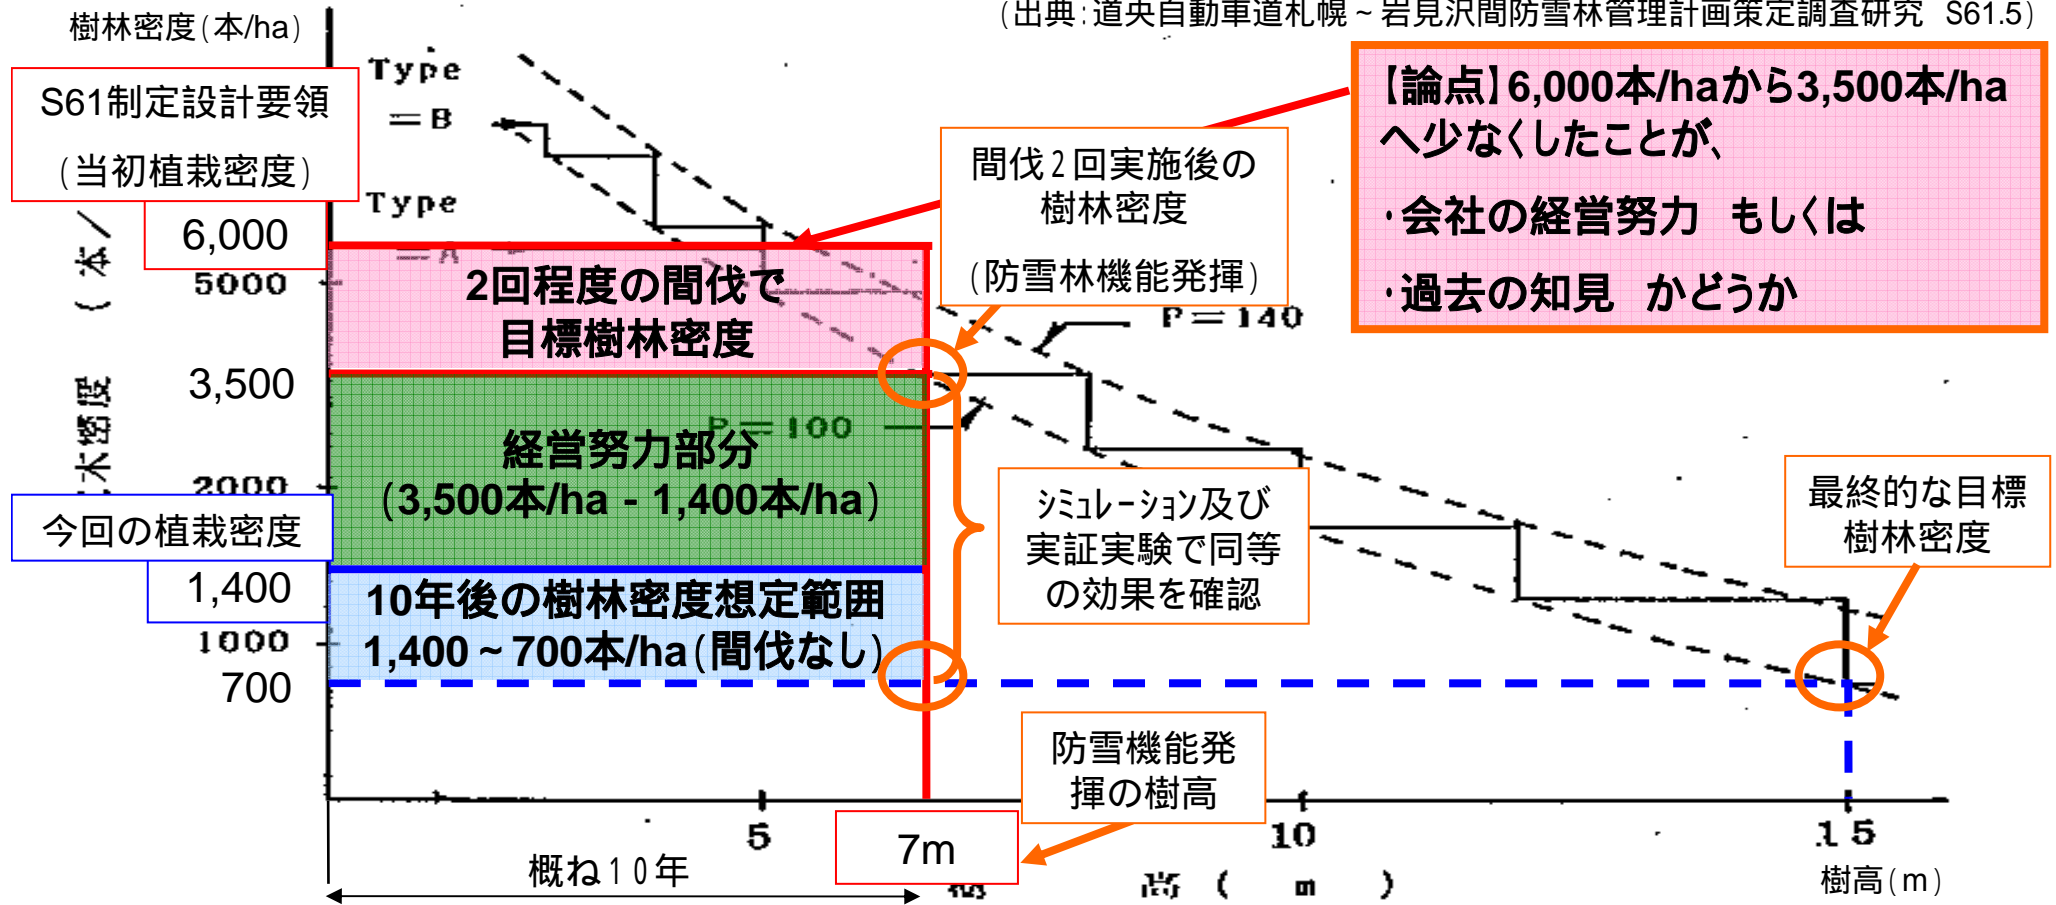 樹林密度(本/ha)
(出典:道央自動車道札幌~岩見沢間防雪林管理計画策定調査研究 S61.5)
S61制定設計要領
(当初植栽密度)
6,000
Type
=B
Type
=A
【論点】6,000本/haから3,500本/ha
へ少なくしたことが、
・会社の経営努力 もしくは
・過去の知見 かどうか
間伐2回実施後の
樹林密度
(防雪林機能発揮)
5000
2回程度の間伐で
目標樹林密度
P=140
3,500
P=100
経営努力部分
(3,500本/ha - 1,400本/ha)
2000
木密度
(本/
今回の植栽密度
1,400
シミュレーション及び
実証実験で同等
の効果を確認
最終的な目標
樹林密度
10年後の樹林密度想定範囲
1,400~700本/ha(間伐なし)
1000
700
防雪機能発
揮の樹高
5
7m
10
15
概ね10年
高(m)
樹高(m)